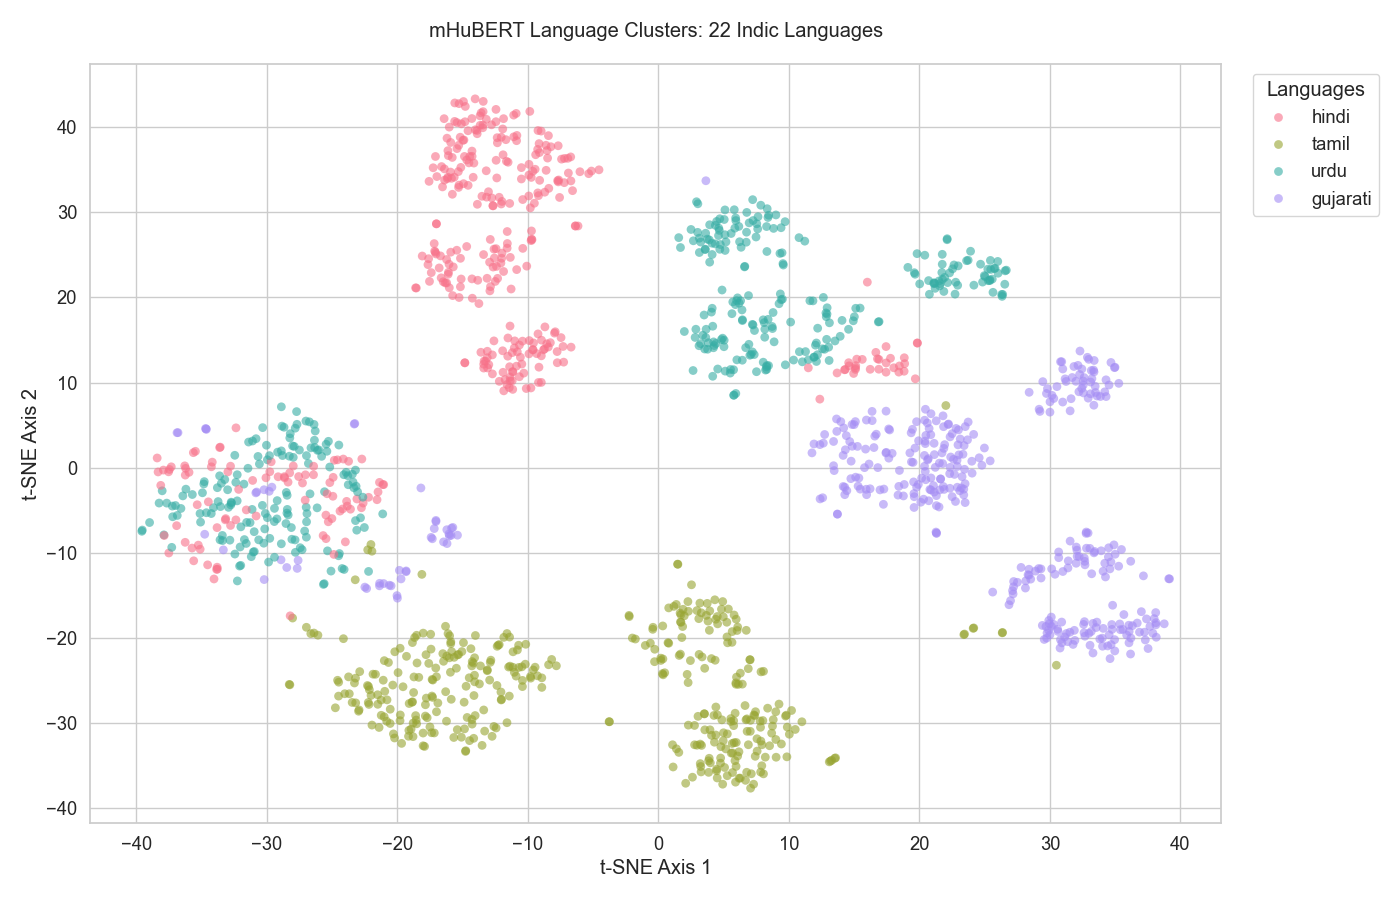 mHuBERT Language Clusters: 22 Indic Languages
Languages
hindi
tamil
urdu
gujarati
40
30
20
10
0
−10
−20
−30
−40
t-SNE Axis 2
−40 −30 −20 −10 0 10 20 30 40
t-SNE Axis 1